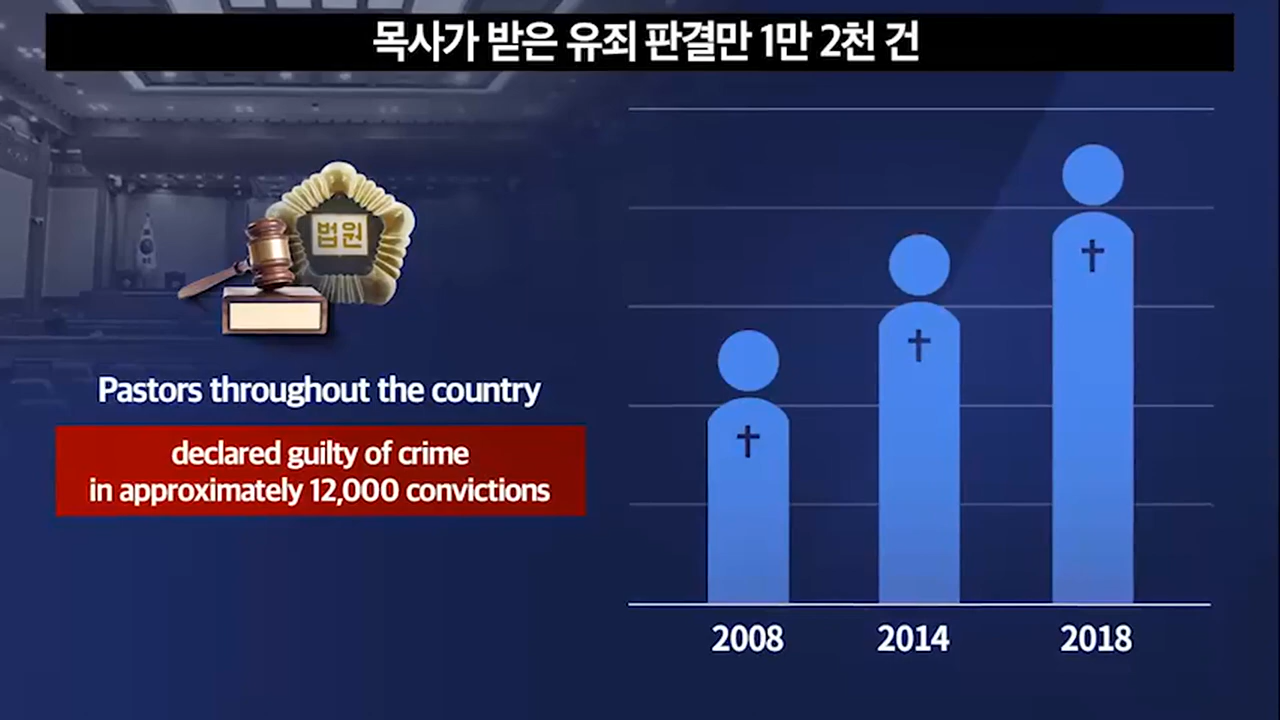 목사가 받은 유죄 판결만 1만 2천 건
법원
Pastors throughout the country
declared guilty of crime
in approximately 12,000 convictions
2008 2014 2018